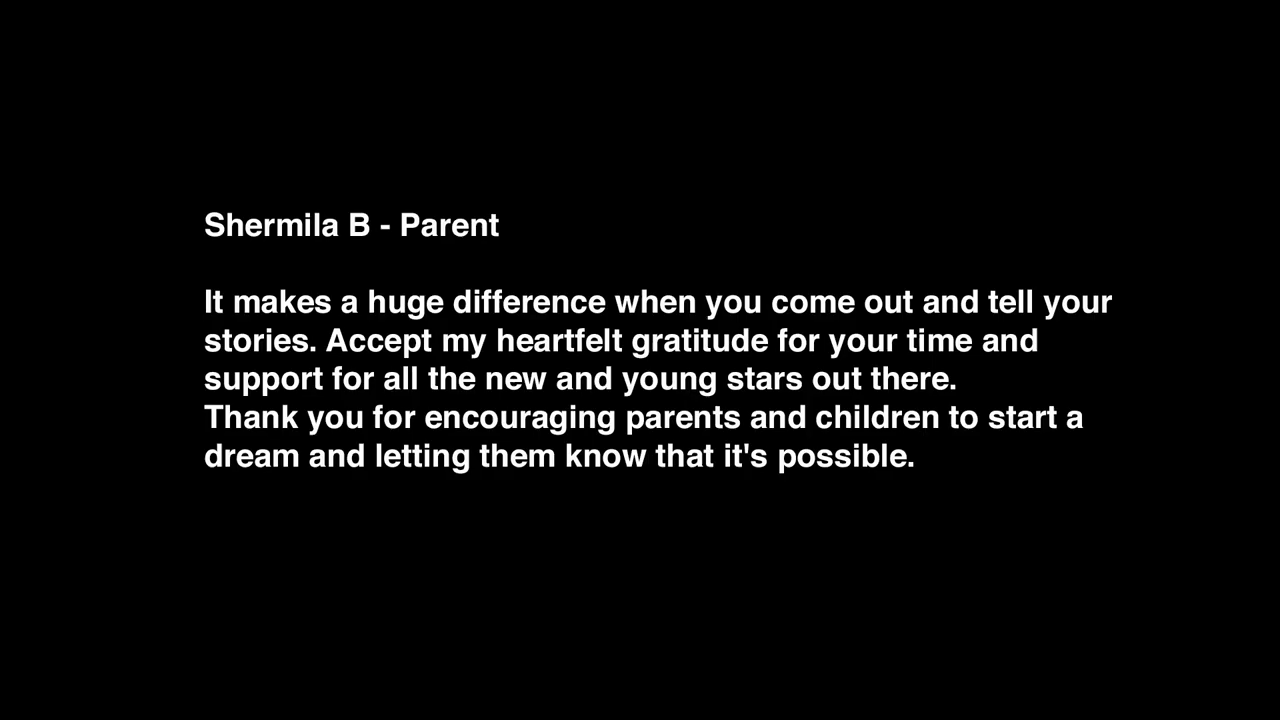 Shermila B - Parent
It makes a huge difference when you come out and tell your
stories. Accept my heartfelt gratitude for your time and
support for all the new and young stars out there.
Thank you for encouraging parents and children to start a
dream and letting them know that it's possible.